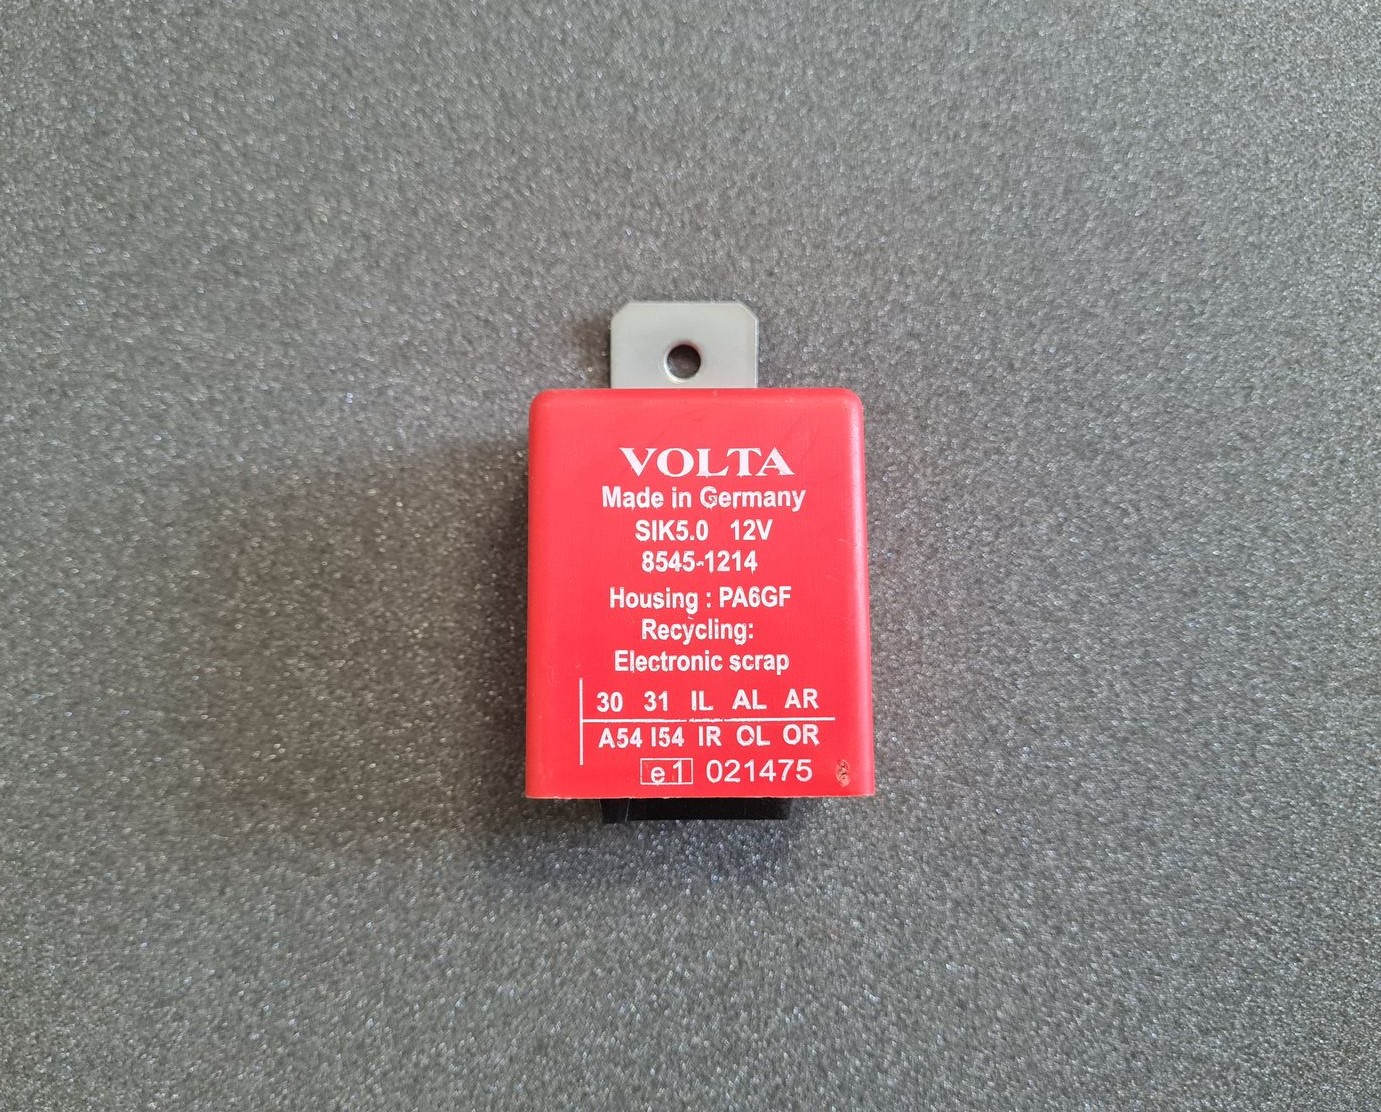 VOLTA
Made in Germany
SIK5.0 12V
8545-1214
Housing : PA6GF
Recycling:
Electronic scrap
30 31 IL AL AR
A54 I54 IR OL OR
e1 021475